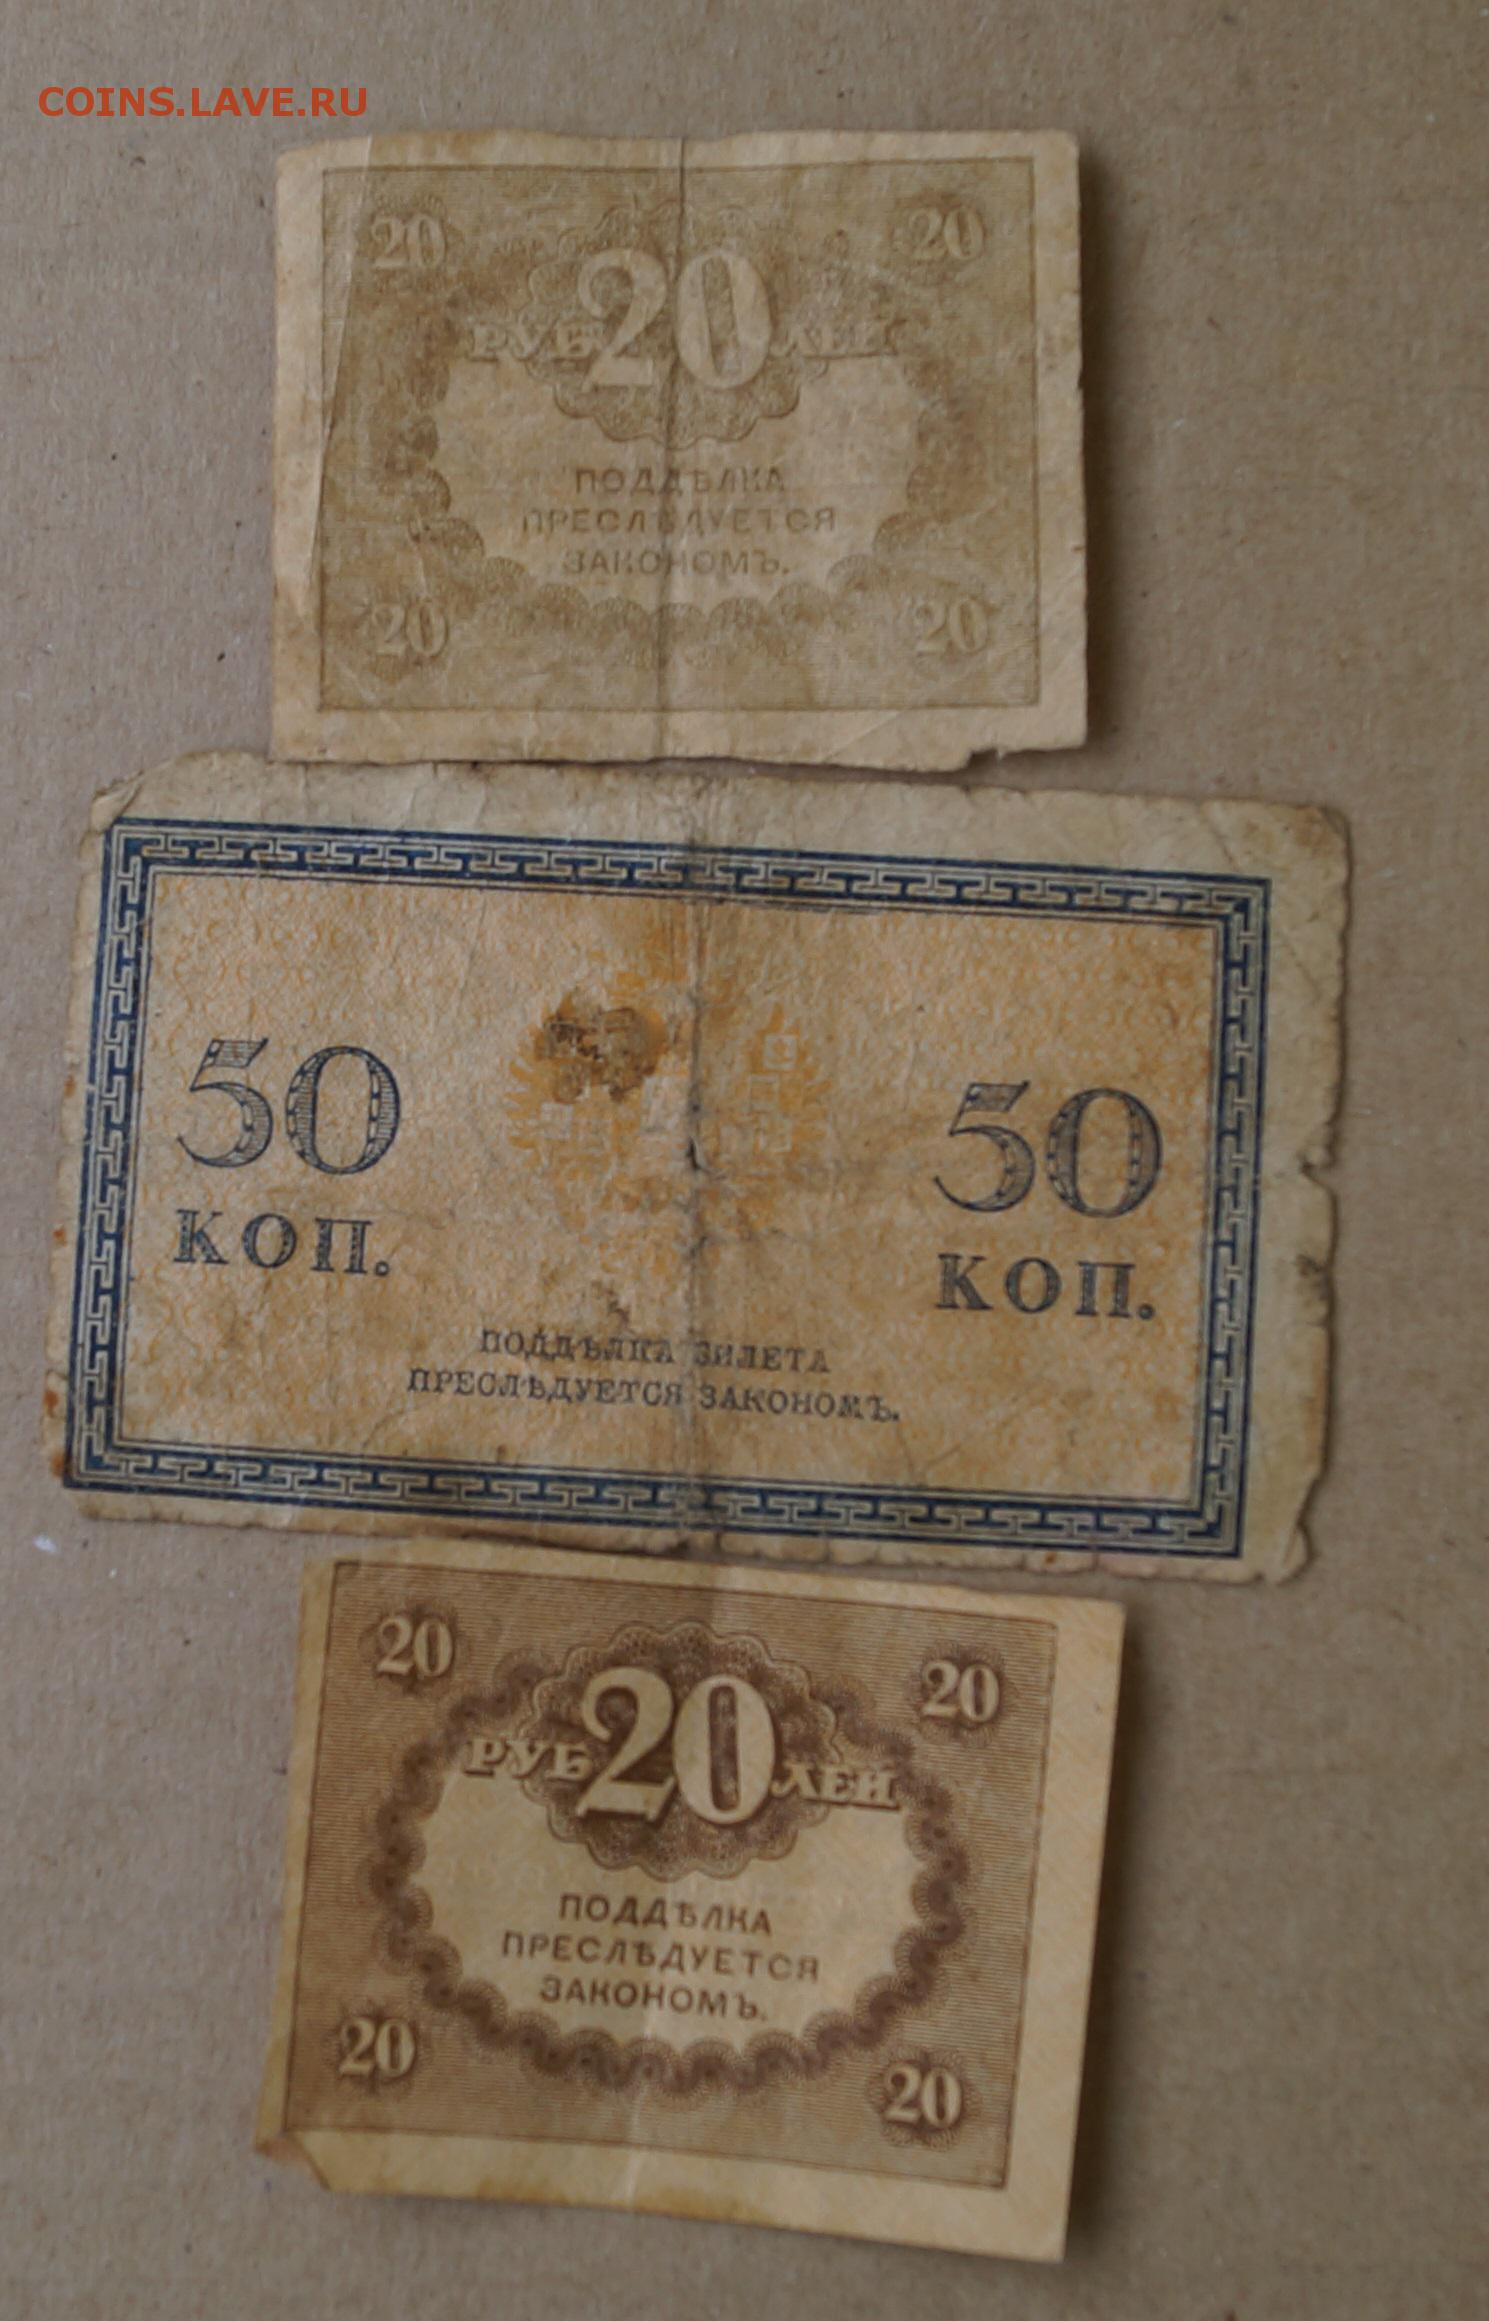 COINS.LAVE.RU
20 20
20
РУБ ЛЕЙ
ПОДДѢЛКА
ПРЕСЛѢДУЕТСЯ
ЗАКОНОМЪ.
20 20
50 50
КОП. КОП.
ПОДДѢЛКА БИЛЕТА
ПРЕСЛѢДУЕТСЯ ЗАКОНОМЪ.
20 20
20
РУБ ЛЕЙ
ПОДДѢЛКА
ПРЕСЛѢДУЕТСЯ
ЗАКОНОМЪ.
20 20